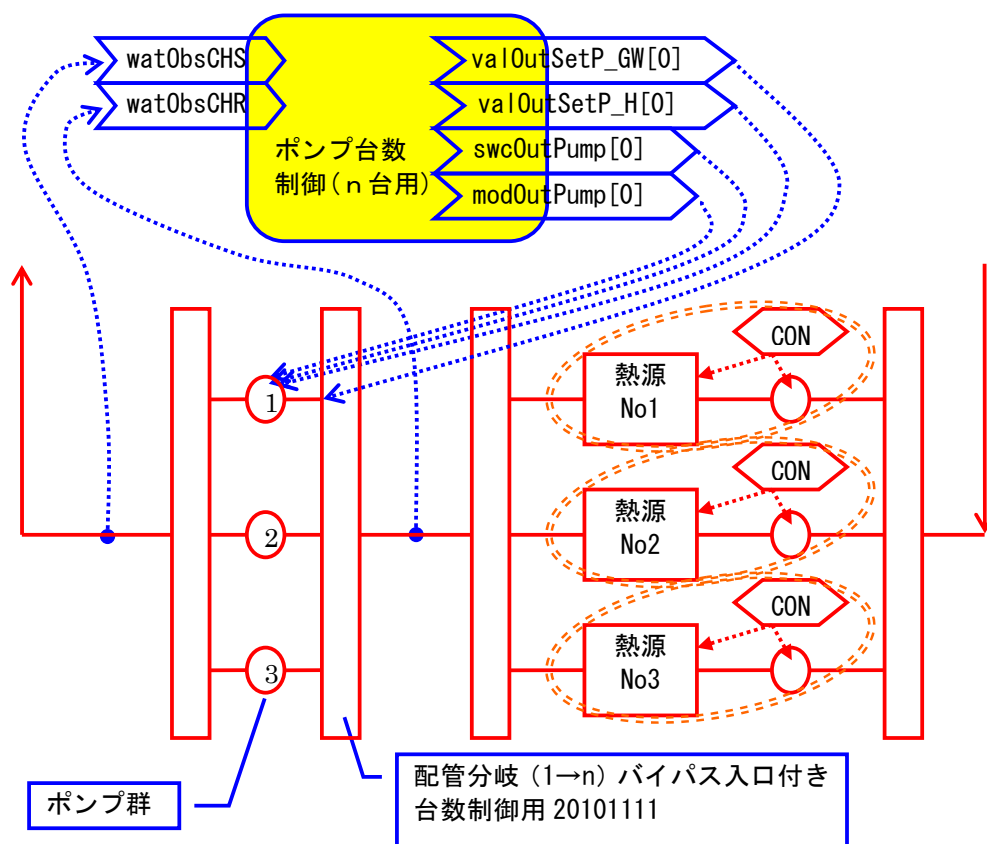 watObsCHS
watObsCHR
valOutSetP_GW[0]
valOutSetP_H[0]
swcOutPump[0]
modOutPump[0]
ポンプ台数
制御(n台用)
CON
熱源
No1
1
CON
熱源
No2
2
CON
熱源
No3
3
ポンプ群
配管分岐 (1→n) バイパス入口付き
台数制御用 20101111